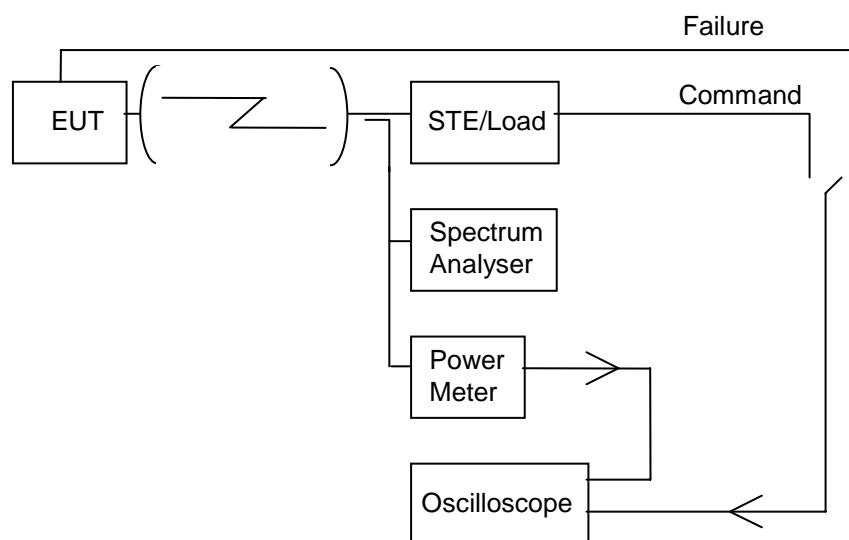 Failure
EUT
STE/Load
Command
Spectrum
Analyser
Power
Meter
Oscilloscope